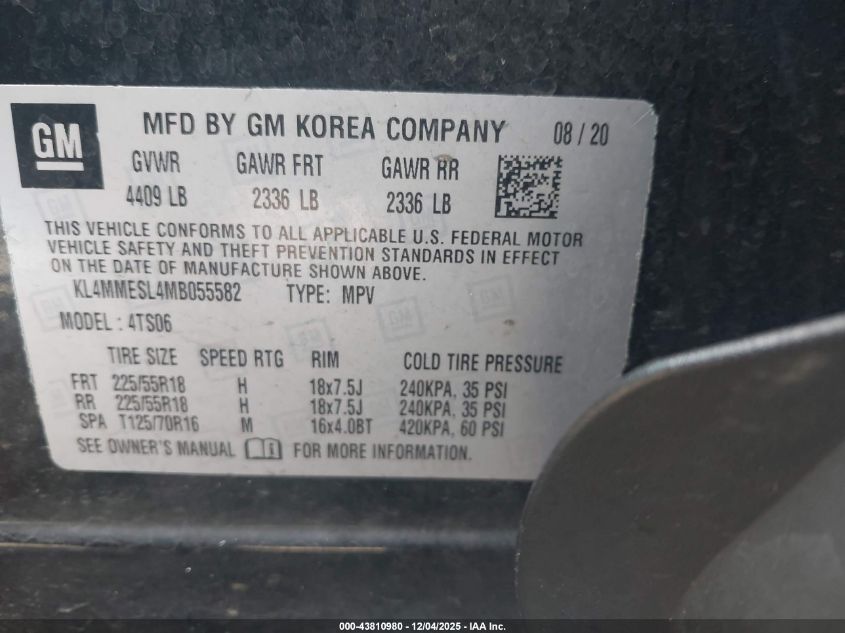 GM
MFD BY GM KOREA COMPANY 08 / 20
GVWR GAWR FRT GAWR RR
4409 LB 2336 LB 2336 LB
THIS VEHICLE CONFORMS TO ALL APPLICABLE U.S. FEDERAL MOTOR
VEHICLE SAFETY AND THEFT PREVENTION STANDARDS IN EFFECT
ON THE DATE OF MANUFACTURE SHOWN ABOVE.
KL4MMESL4MB055582 TYPE: MPV
MODEL : 4TS06
TIRE SIZE SPEED RTG RIM COLD TIRE PRESSURE
FRT 225/55R18 H 18x7.5J 240KPA, 35 PSI
RR 225/55R18 H 18x7.5J 240KPA, 35 PSI
SPA T125/70R16 M 16x4.0BT 420KPA, 60 PSI
SEE OWNER'S MANUAL i FOR MORE INFORMATION.
000-43810980 - 12/04/2025 - IAA Inc.